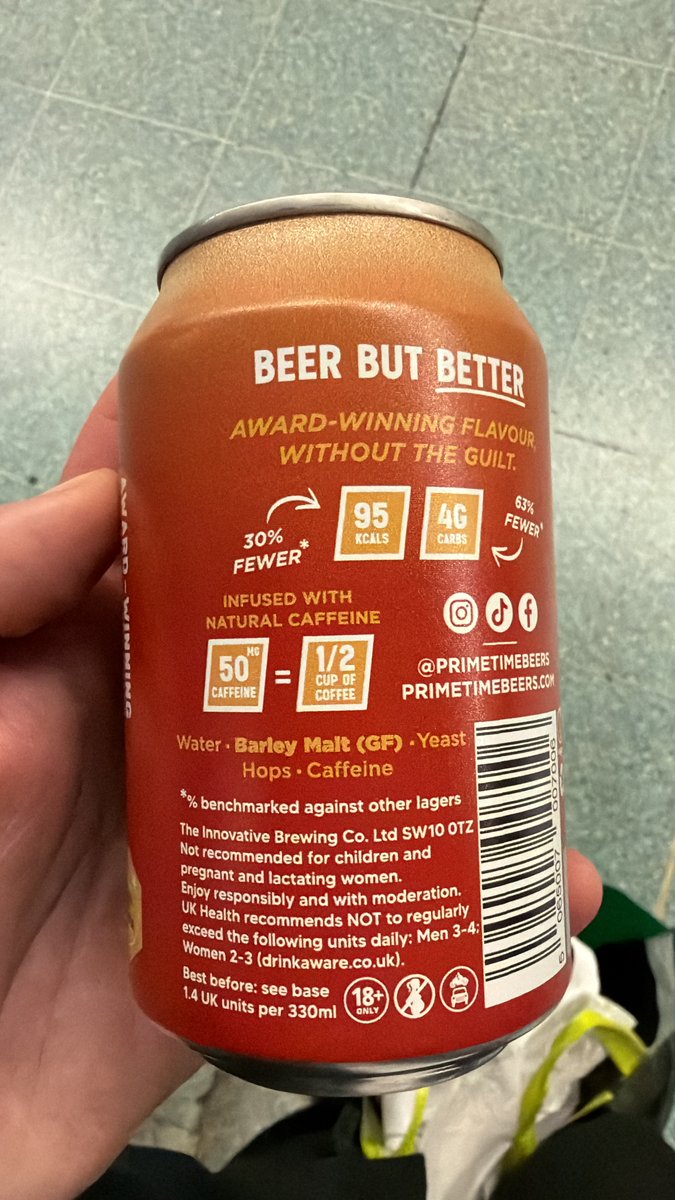 BEER BUT BETTER
AWARD-WINNING FLAVOUR,
WITHOUT THE GUILT.
30%
FEWER*
95
KCALS
4G
CARBS
63%
FEWER*
INFUSED WITH
NATURAL CAFFEINE
50MG
CAFFEINE
=
1/2
CUP OF
COFFEE
@PRIMETIMEBEERS
PRIMETIMEBEERS.COM
Water · Barley Malt (GF) · Yeast
Hops · Caffeine
*% benchmarked against other lagers
The Innovative Brewing Co. Ltd SW10 0TZ
Not recommended for children and
pregnant and lactating women.
Enjoy responsibly and with moderation.
UK Health recommends NOT to regularly
exceed the following units daily: Men 3-4;
Women 2-3 (drinkaware.co.uk).
Best before: see base
1.4 UK units per 330ml
18+
ONLY
AWARD-WINNING
5 065007 007006